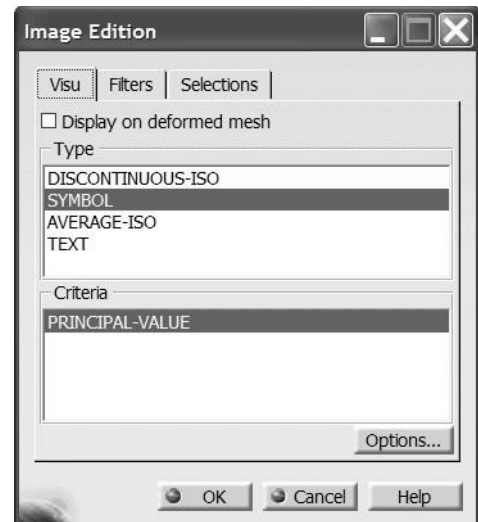 Image Edition
Visu Filters Selections
Display on deformed mesh
Type
DISCONTINUOUS-ISO
SYMBOL
AVERAGE-ISO
TEXT
Criteria
PRINCIPAL-VALUE
Options...
OK Cancel Help